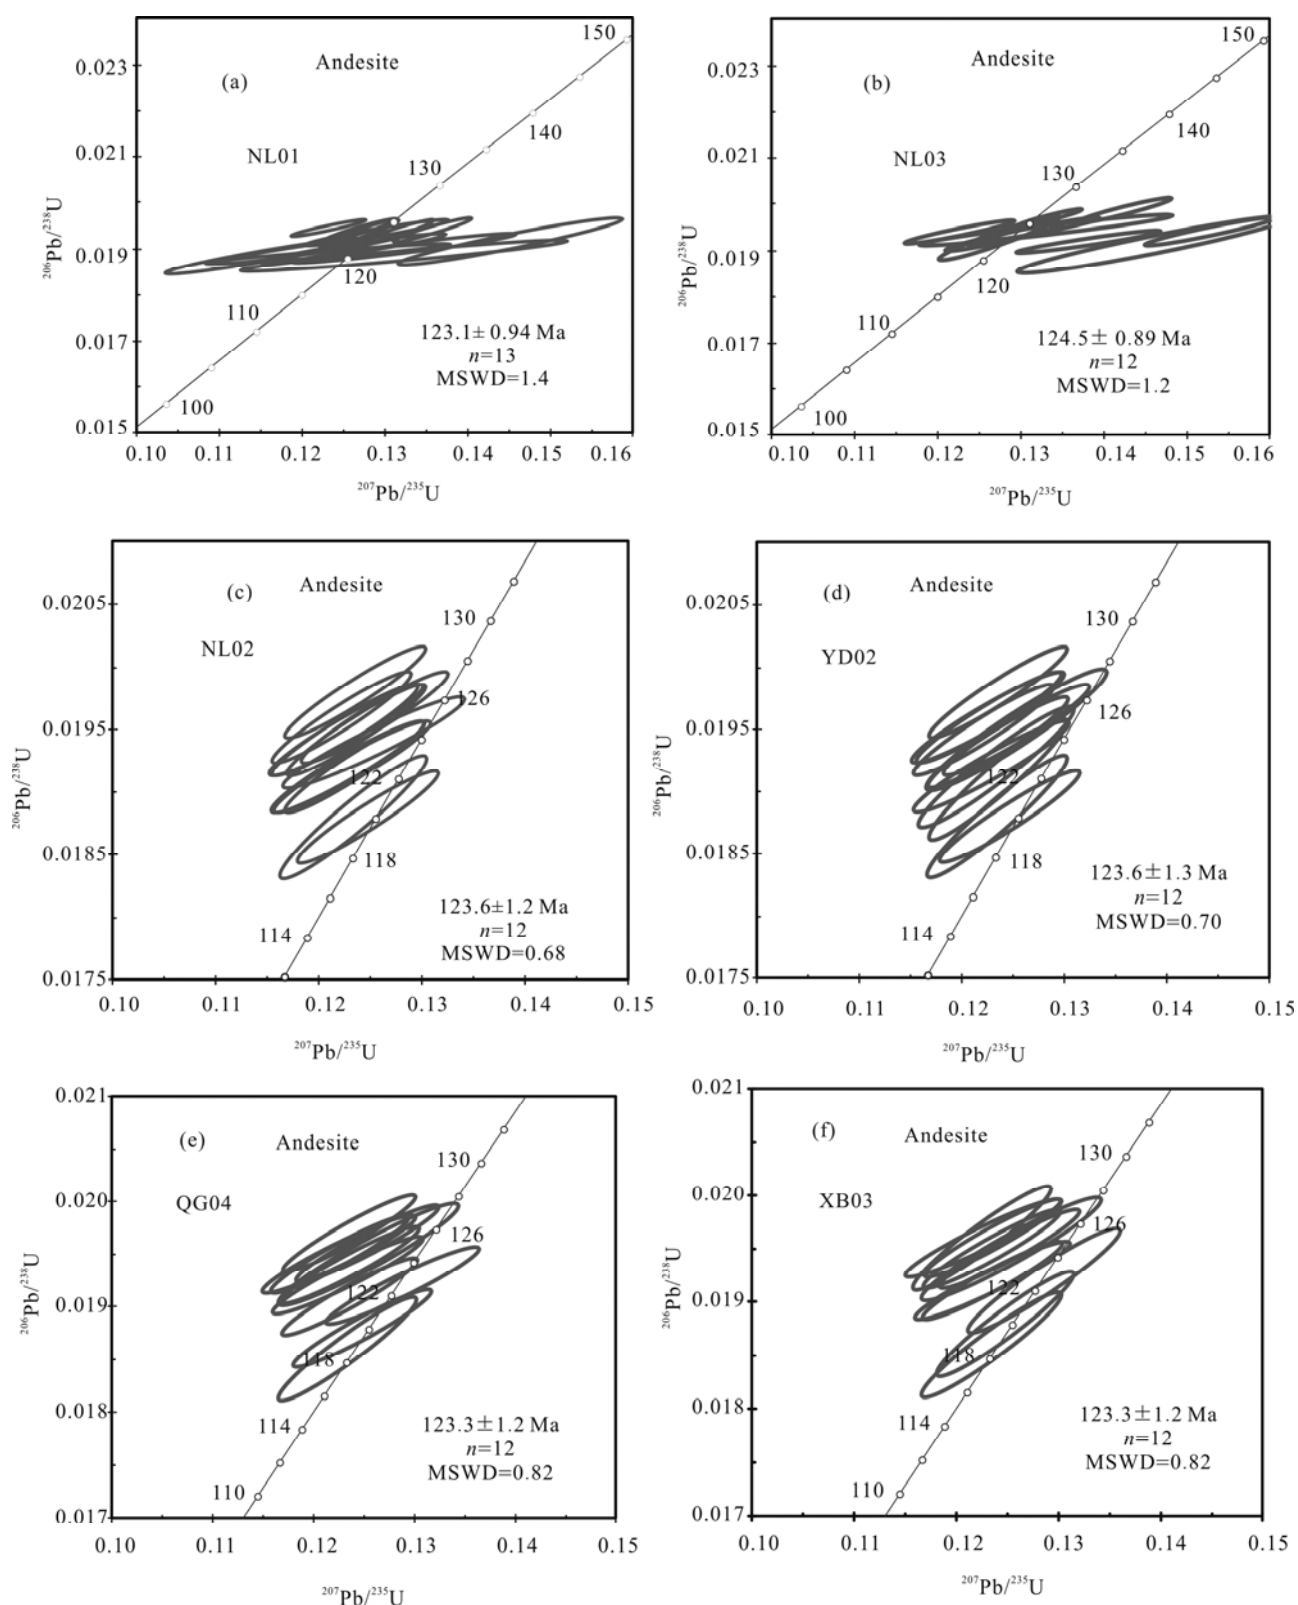 (a)
Andesite
NL01
150
140
130
120
110
100
0.023
0.021
0.019
0.017
0.015
206Pb/238U
123.1± 0.94 Ma
n=13
MSWD=1.4
0.10 0.11 0.12 0.13 0.14 0.15 0.16
207Pb/235U
(b)
Andesite
NL03
150
140
130
120
110
100
0.023
0.021
0.019
0.017
0.015
206Pb/238U
124.5± 0.89 Ma
n=12
MSWD=1.2
0.10 0.11 0.12 0.13 0.14 0.15 0.16
207Pb/235U
(c)
Andesite
NL02
130
126
122
118
114
0.0205
0.0195
0.0185
0.0175
206Pb/238U
123.6±1.2 Ma
n=12
MSWD=0.68
0.10 0.11 0.12 0.13 0.14 0.15
207Pb/235U
(d)
Andesite
YD02
130
126
122
118
114
0.0205
0.0195
0.0185
0.0175
206Pb/238U
123.6±1.3 Ma
n=12
MSWD=0.70
0.10 0.11 0.12 0.13 0.14 0.15
207Pb/235U
(e)
Andesite
QG04
130
126
122
118
114
110
0.021
0.020
0.019
0.018
0.017
206Pb/238U
123.3±1.2 Ma
n=12
MSWD=0.82
0.10 0.11 0.12 0.13 0.14 0.15
207Pb/235U
(f)
Andesite
XB03
130
126
122
118
114
110
0.021
0.020
0.019
0.018
0.017
206Pb/238U
123.3±1.2 Ma
n=12
MSWD=0.82
0.10 0.11 0.12 0.13 0.14 0.15
207Pb/235U